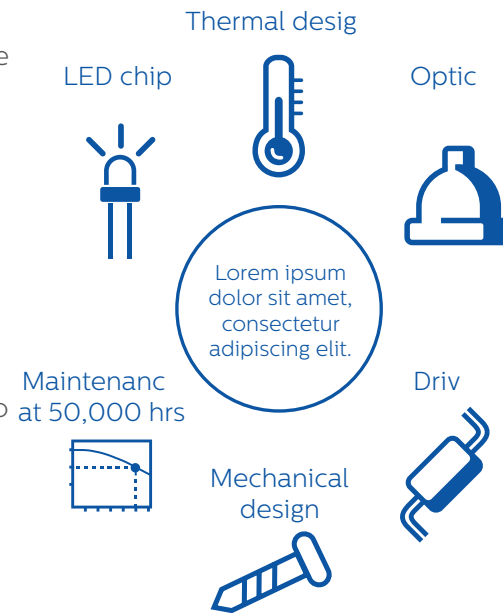 Thermal desig
e
LED chip
Optic
Lorem ipsum
dolor sit amet,
consectetur
adipiscing elit.
Maintenanc
at 50,000 hrs
Driv
Mechanical
design